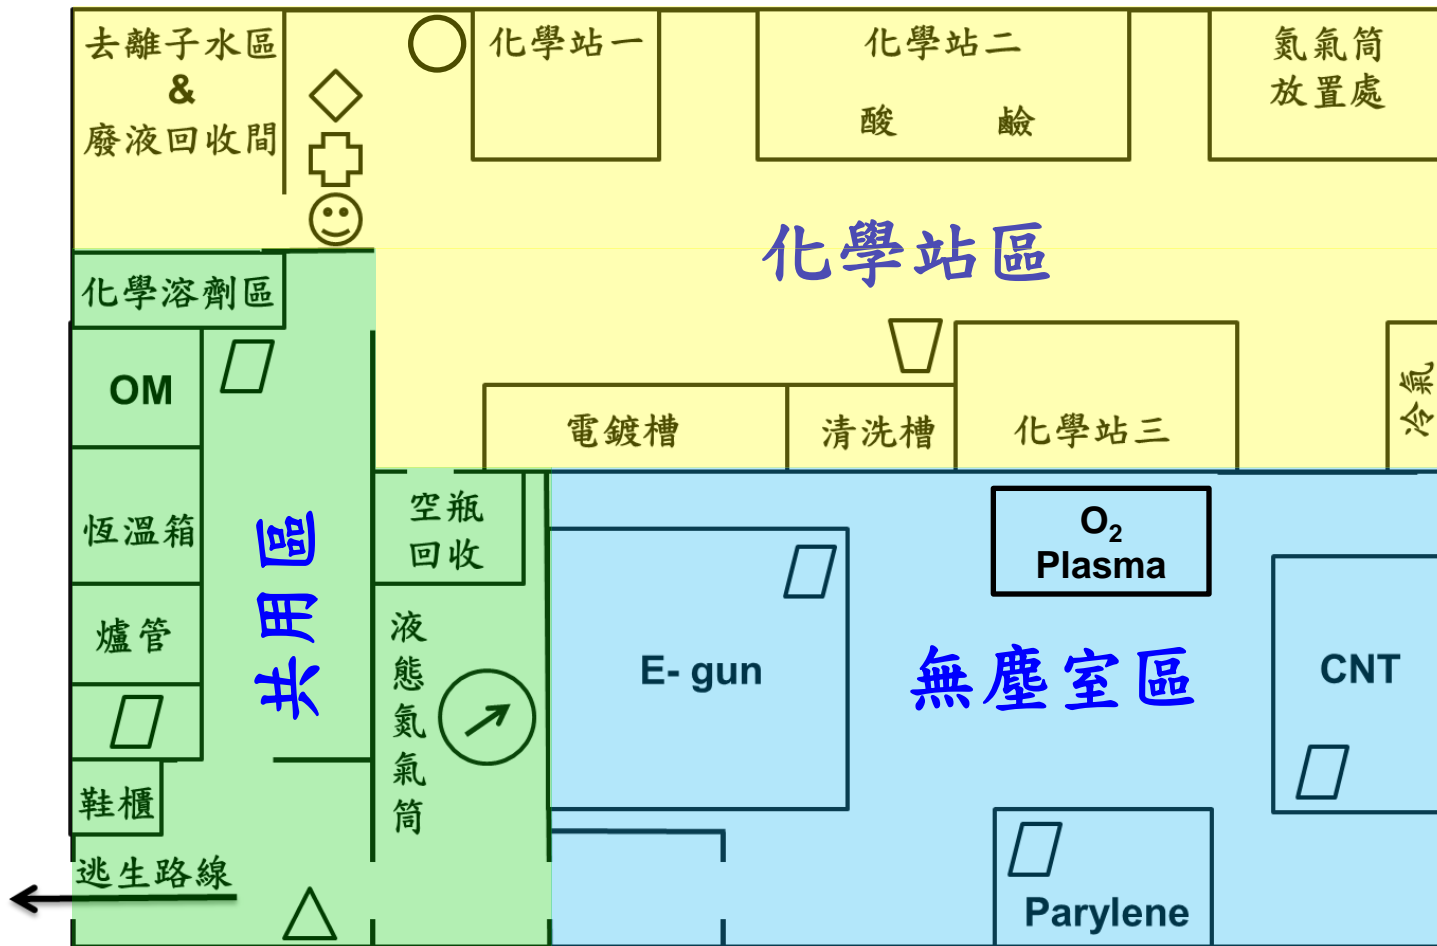 去離子水區
&
廢液回收間
化學站一
化學站二
酸 鹼
氮氣筒
放置處
化學站區
化學溶劑區
OM
恆溫箱
爐管
鞋櫃
逃生路線
共用區
電鍍槽
清洗槽
化學站三
冷氣
空瓶
回收
液態氮氣筒
E- gun
O₂
Plasma
無塵室區
CNT
Parylene